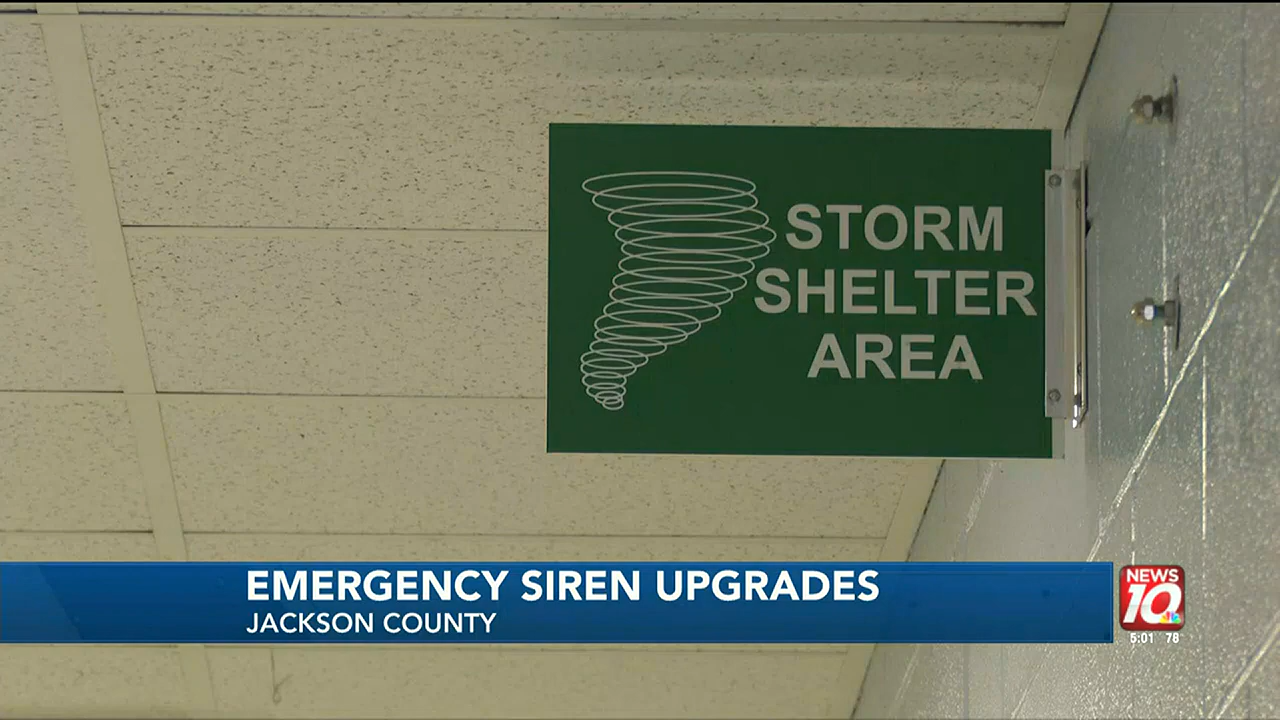 STORM
SHELTER
AREA
EMERGENCY SIREN UPGRADES
JACKSON COUNTY
NEWS
10
5:01 78